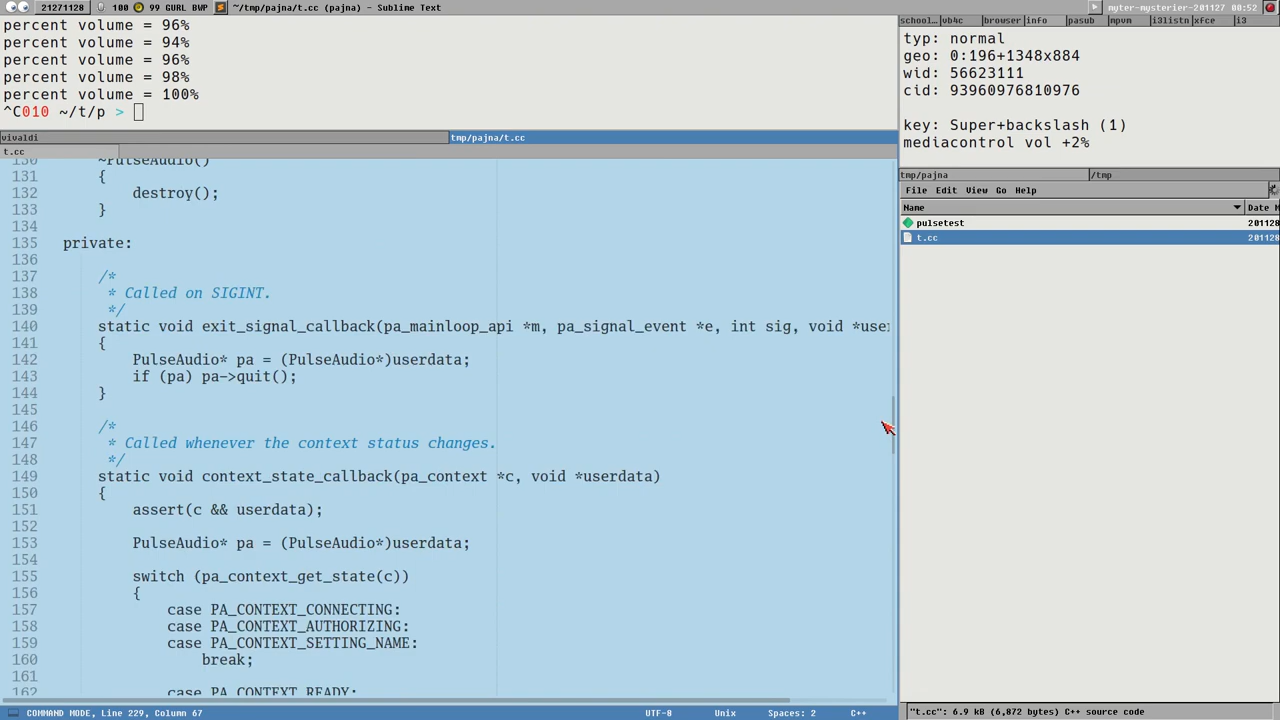 21271128 100 99 GURL BWP ~/tmp/pajna/t.cc (pajna) - Sublime Text
myter-mysterier-201127 00:52
percent volume = 96%
percent volume = 94%
percent volume = 96%
percent volume = 98%
percent volume = 100%
^C010 ~/t/p >
vivaldi tmp/pajna/t.cc
t.cc
130 ~PulseAudio()
131 {
132 destroy();
133 }
134
135 private:
136
137 /*
138 * Called on SIGINT.
139 */
140 static void exit_signal_callback(pa_mainloop_api *m, pa_signal_event *e, int sig, void *user
141 {
142 PulseAudio* pa = (PulseAudio*)userdata;
143 if (pa) pa->quit();
144 }
145
146 /*
147 * Called whenever the context status changes.
148 */
149 static void context_state_callback(pa_context *c, void *userdata)
150 {
151 assert(c && userdata);
152
153 PulseAudio* pa = (PulseAudio*)userdata;
154
155 switch (pa_context_get_state(c))
156 {
157 case PA_CONTEXT_CONNECTING:
158 case PA_CONTEXT_AUTHORIZING:
159 case PA_CONTEXT_SETTING_NAME:
160 break;
161
162 case PA_CONTEXT_READY:
COMMAND MODE, Line 229, Column 67 UTF-8 Unix Spaces: 2 C++
school… vb4c browser info pasub mpvm i3listn xfce i3
typ: normal
geo: 0:196+1348x884
wid: 56623111
cid: 93960976810976
key: Super+backslash (1)
mediacontrol vol +2%
tmp/pajna /tmp
File Edit View Go Help
Name Date M
pulsetest 201128
t.cc 201128
"t.cc": 6.9 kB (6,872 bytes) C++ source code